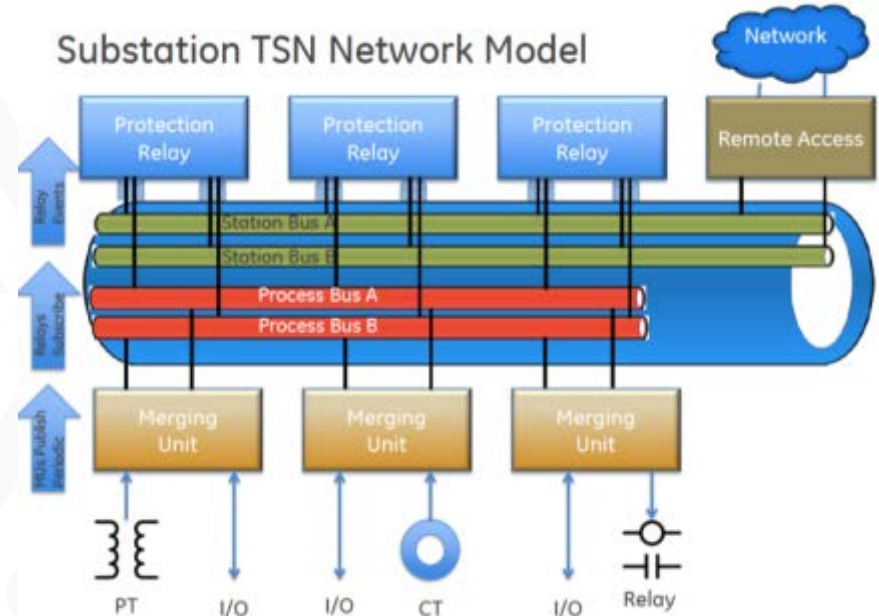 Substation TSN Network Model
Network
Protection
Relay
Protection
Relay
Protection
Relay
Remote Access
Relay
Events
Station Bus A
Station Bus B
Relays
Subscribe
Process Bus A
Process Bus B
MUs Publish
Periodic
Merging
Unit
Merging
Unit
Merging
Unit
PT
I/O
I/O
CT
I/O
Relay